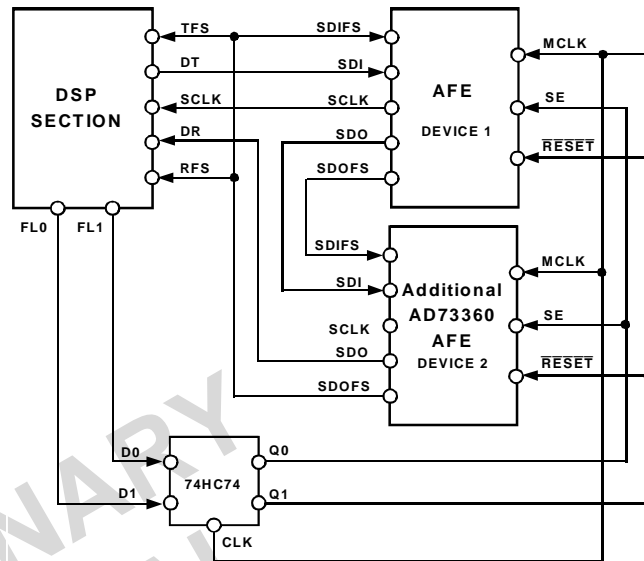 TFS
SDIFS
DT
SDI
SCLK
SCLK
DR
SDO
RFS
SDOFS
DSP
SECTION
FL0
FL1
AFE
DEVICE 1
MCLK
SE
RESET
SDIFS
SDI
SCLK
SDO
SDOFS
Additional
AD73360
AFE
DEVICE 2
MCLK
SE
RESET
D0
D1
74HC74
Q0
Q1
CLK
NARY